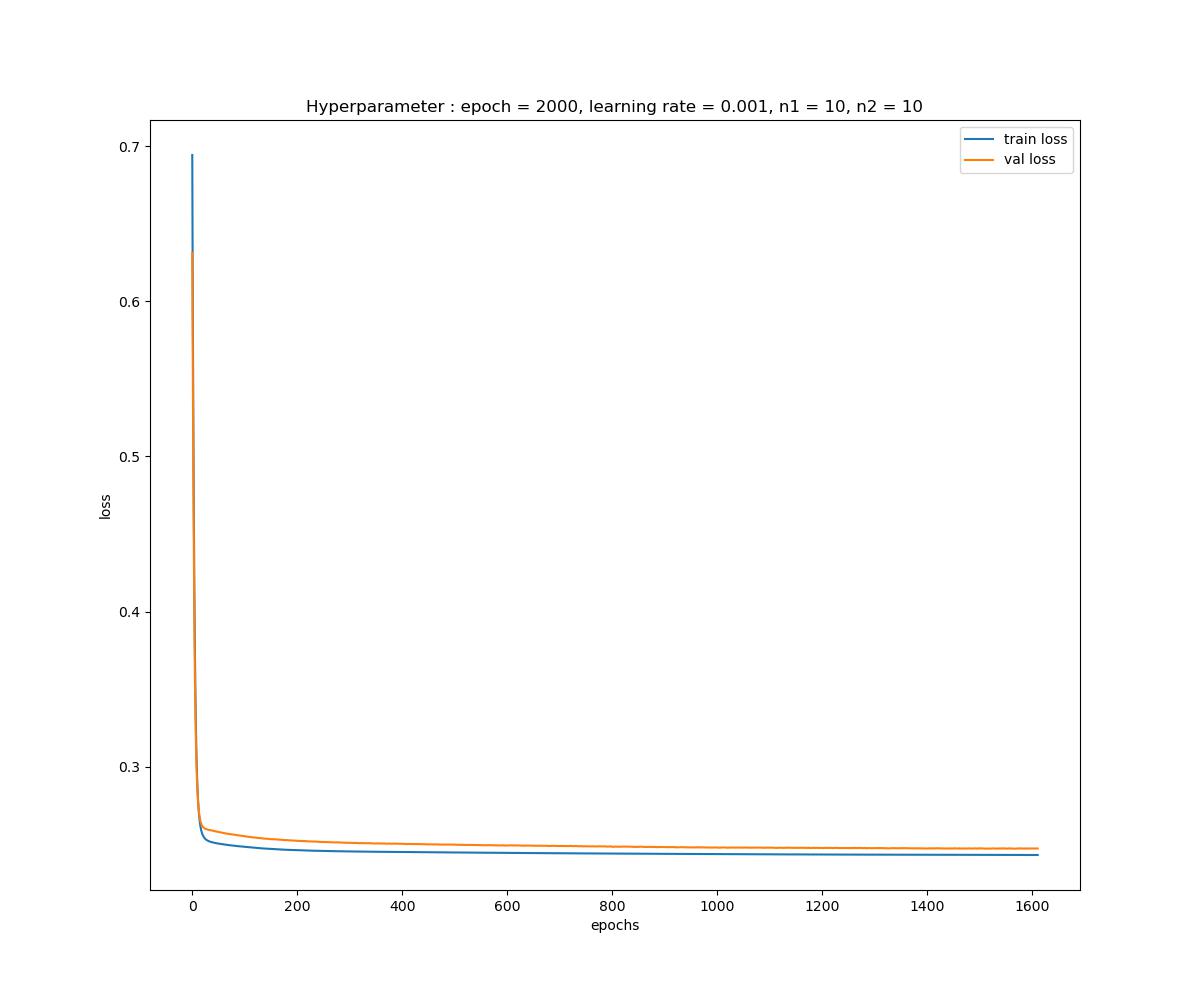 Hyperparameter : epoch = 2000, learning rate = 0.001, n1 = 10, n2 = 10
train loss
val loss
0.7
0.6
0.5
0.4
0.3
loss
0 200 400 600 800 1000 1200 1400 1600
epochs